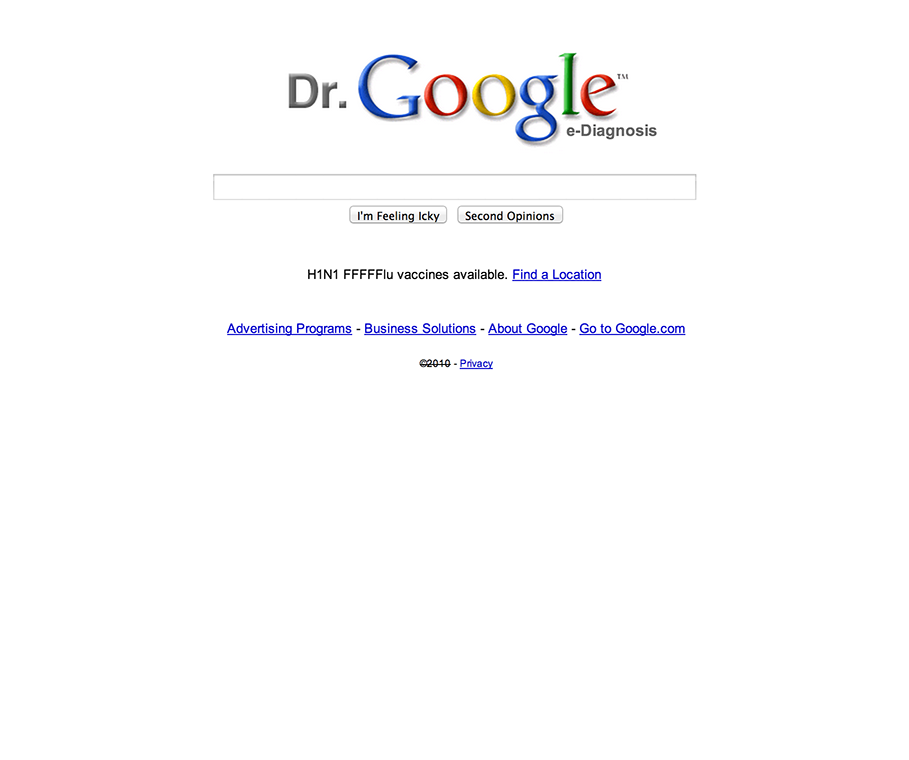 Dr. Google™
e-Diagnosis
I'm Feeling Icky Second Opinions
H1N1 FFFFFlu vaccines available. Find a Location
Advertising Programs - Business Solutions - About Google - Go to Google.com
©2010 - Privacy